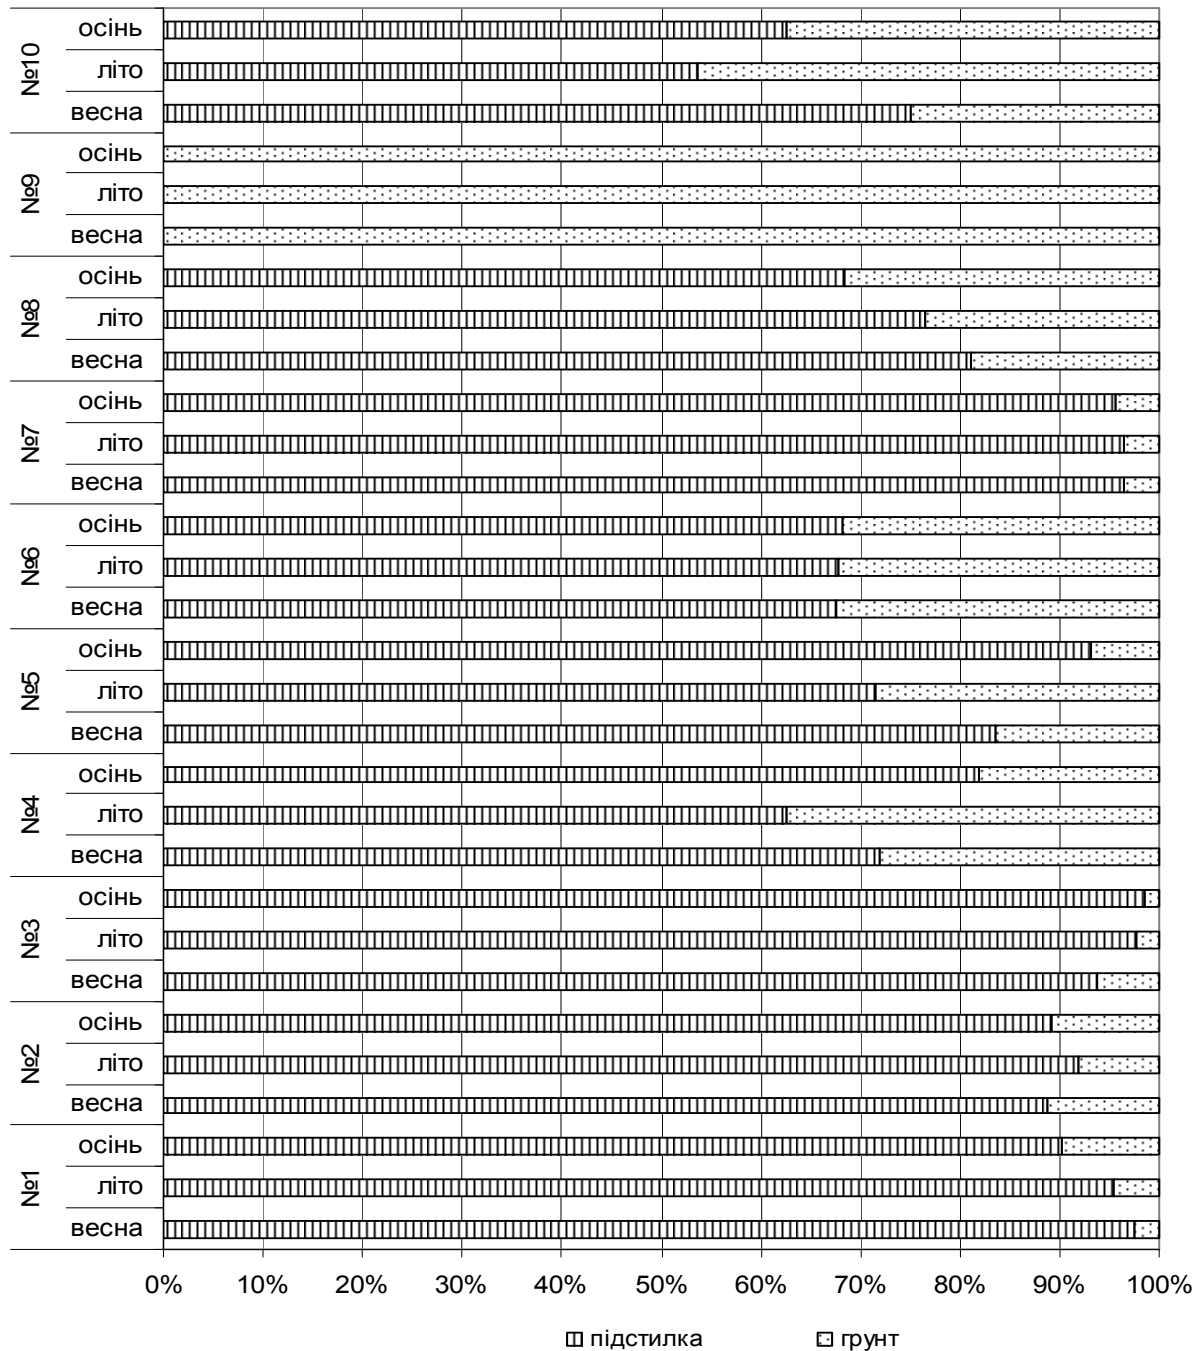 №10
осінь
літо
весна
№9
осінь
літо
весна
№8
осінь
літо
весна
№7
осінь
літо
весна
№6
осінь
літо
весна
№5
осінь
літо
весна
№4
осінь
літо
весна
№3
осінь
літо
весна
№2
осінь
літо
весна
№1
осінь
літо
весна
0% 10% 20% 30% 40% 50% 60% 70% 80% 90% 100%
підстилка грунт